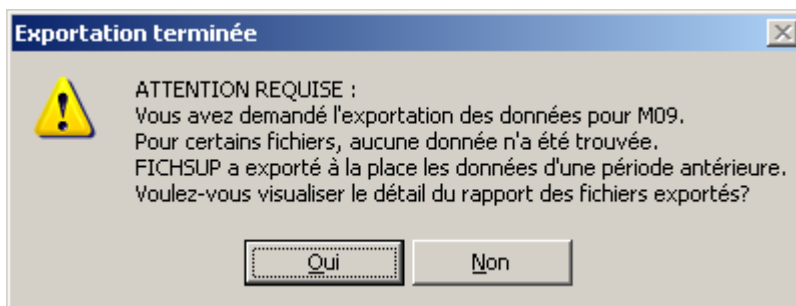 Exportation terminée
ATTENTION REQUISE :
Vous avez demandé l'exportation des données pour M09.
Pour certains fichiers, aucune donnée n'a été trouvée.
FICHSUP a exporté à la place les données d'une période antérieure.
Voulez-vous visualiser le détail du rapport des fichiers exportés?
Oui Non